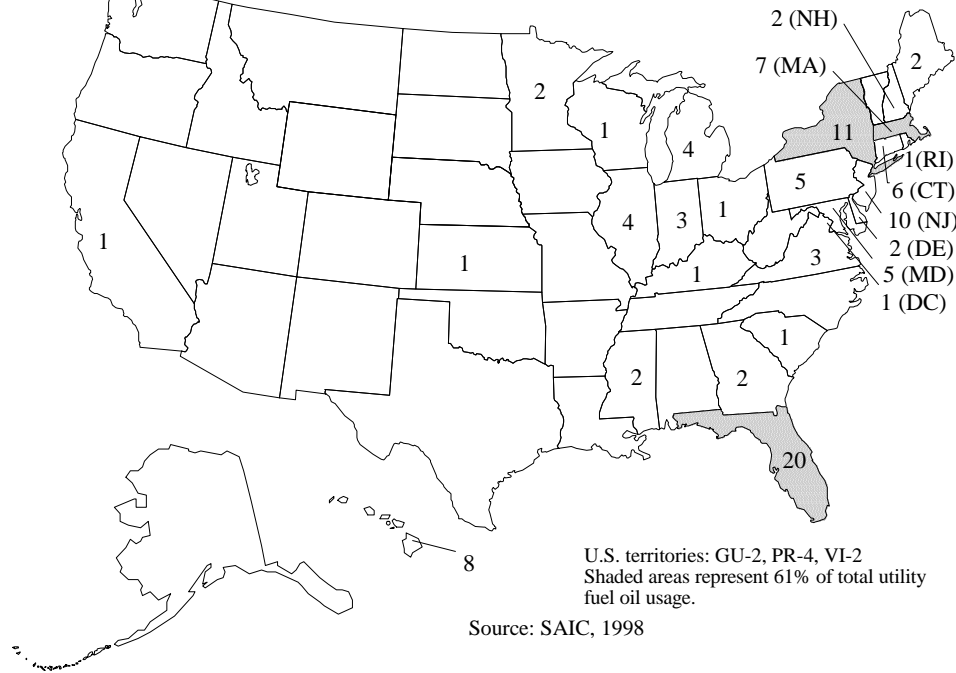 2 (NH)
7 (MA)
2
2
1
4
11
1(RI)
6 (CT)
10 (NJ)
2 (DE)
5 (MD)
1 (DC)
5
4
3
1
3
1
1
1
1
2
2
20
8
U.S. territories: GU-2, PR-4, VI-2
Shaded areas represent 61% of total utility
fuel oil usage.
Source: SAIC, 1998